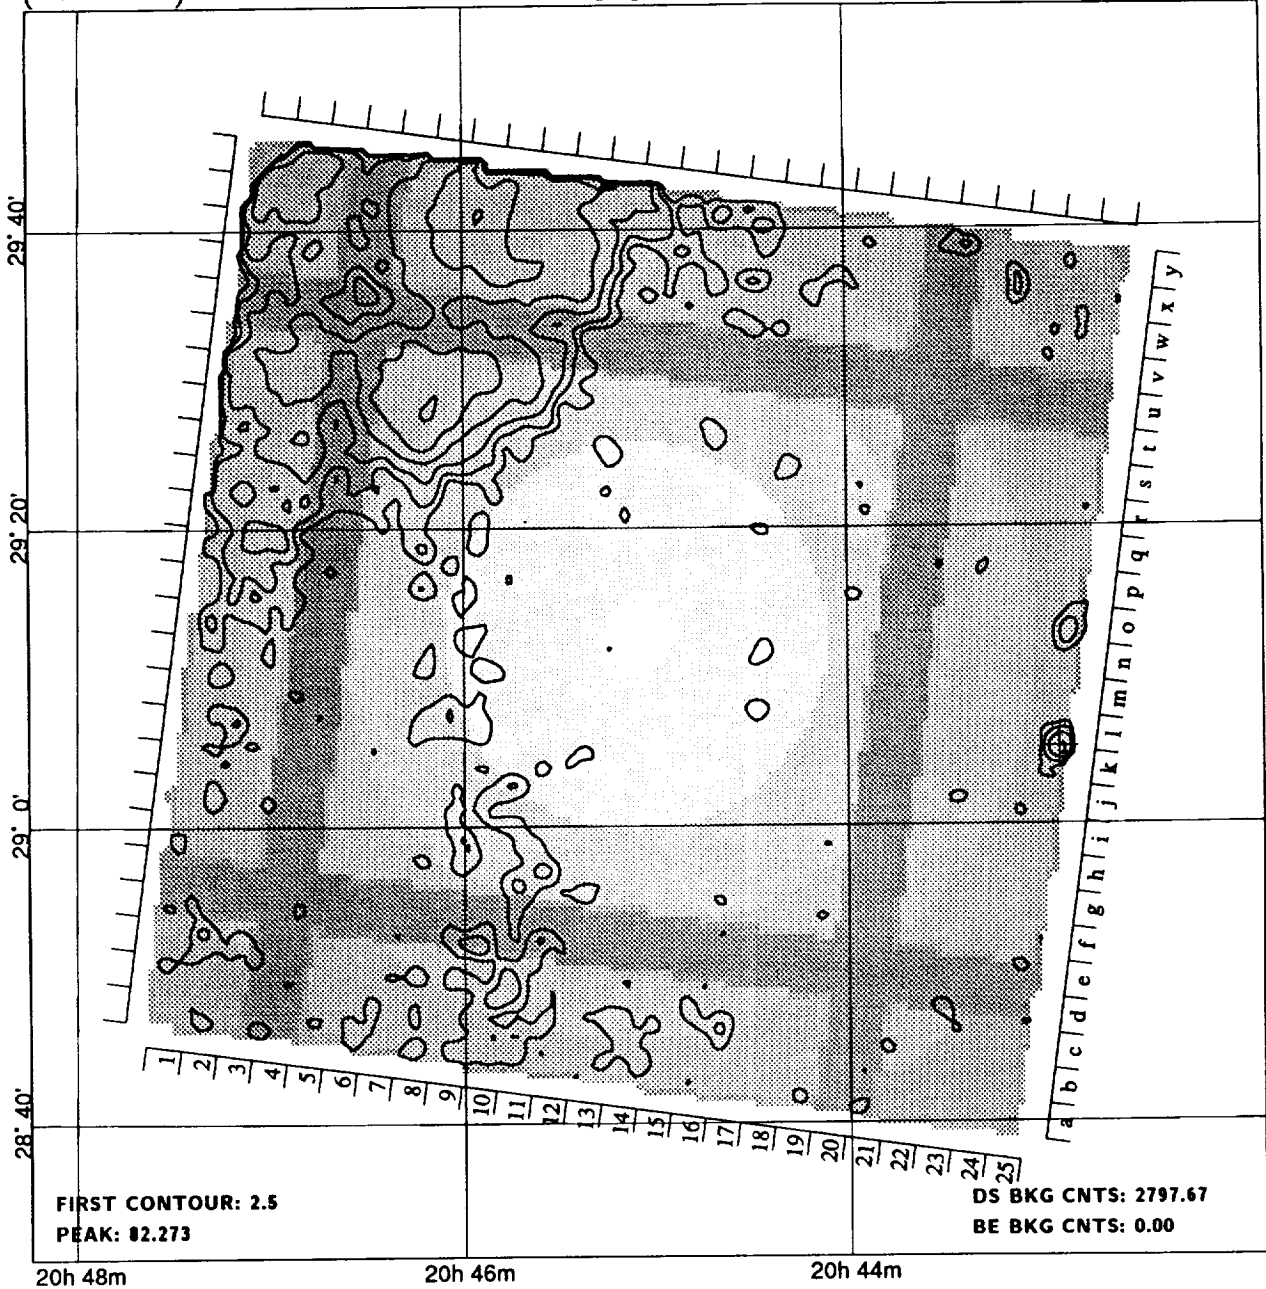 29° 40'
29° 20'
29° 0'
28° 40'
y
x
w
v
u
t
s
r
q
p
o
n
m
l
k
j
i
h
g
f
e
d
c
b
a
1 2 3 4 5 6 7 8 9 10 11 12 13 14 15 16 17 18 19 20 21 22 23 24 25
FIRST CONTOUR: 2.5
PEAK: 82.273
DS BKG CNTS: 2797.67
BE BKG CNTS: 0.00
20h 48m 20h 46m 20h 44m